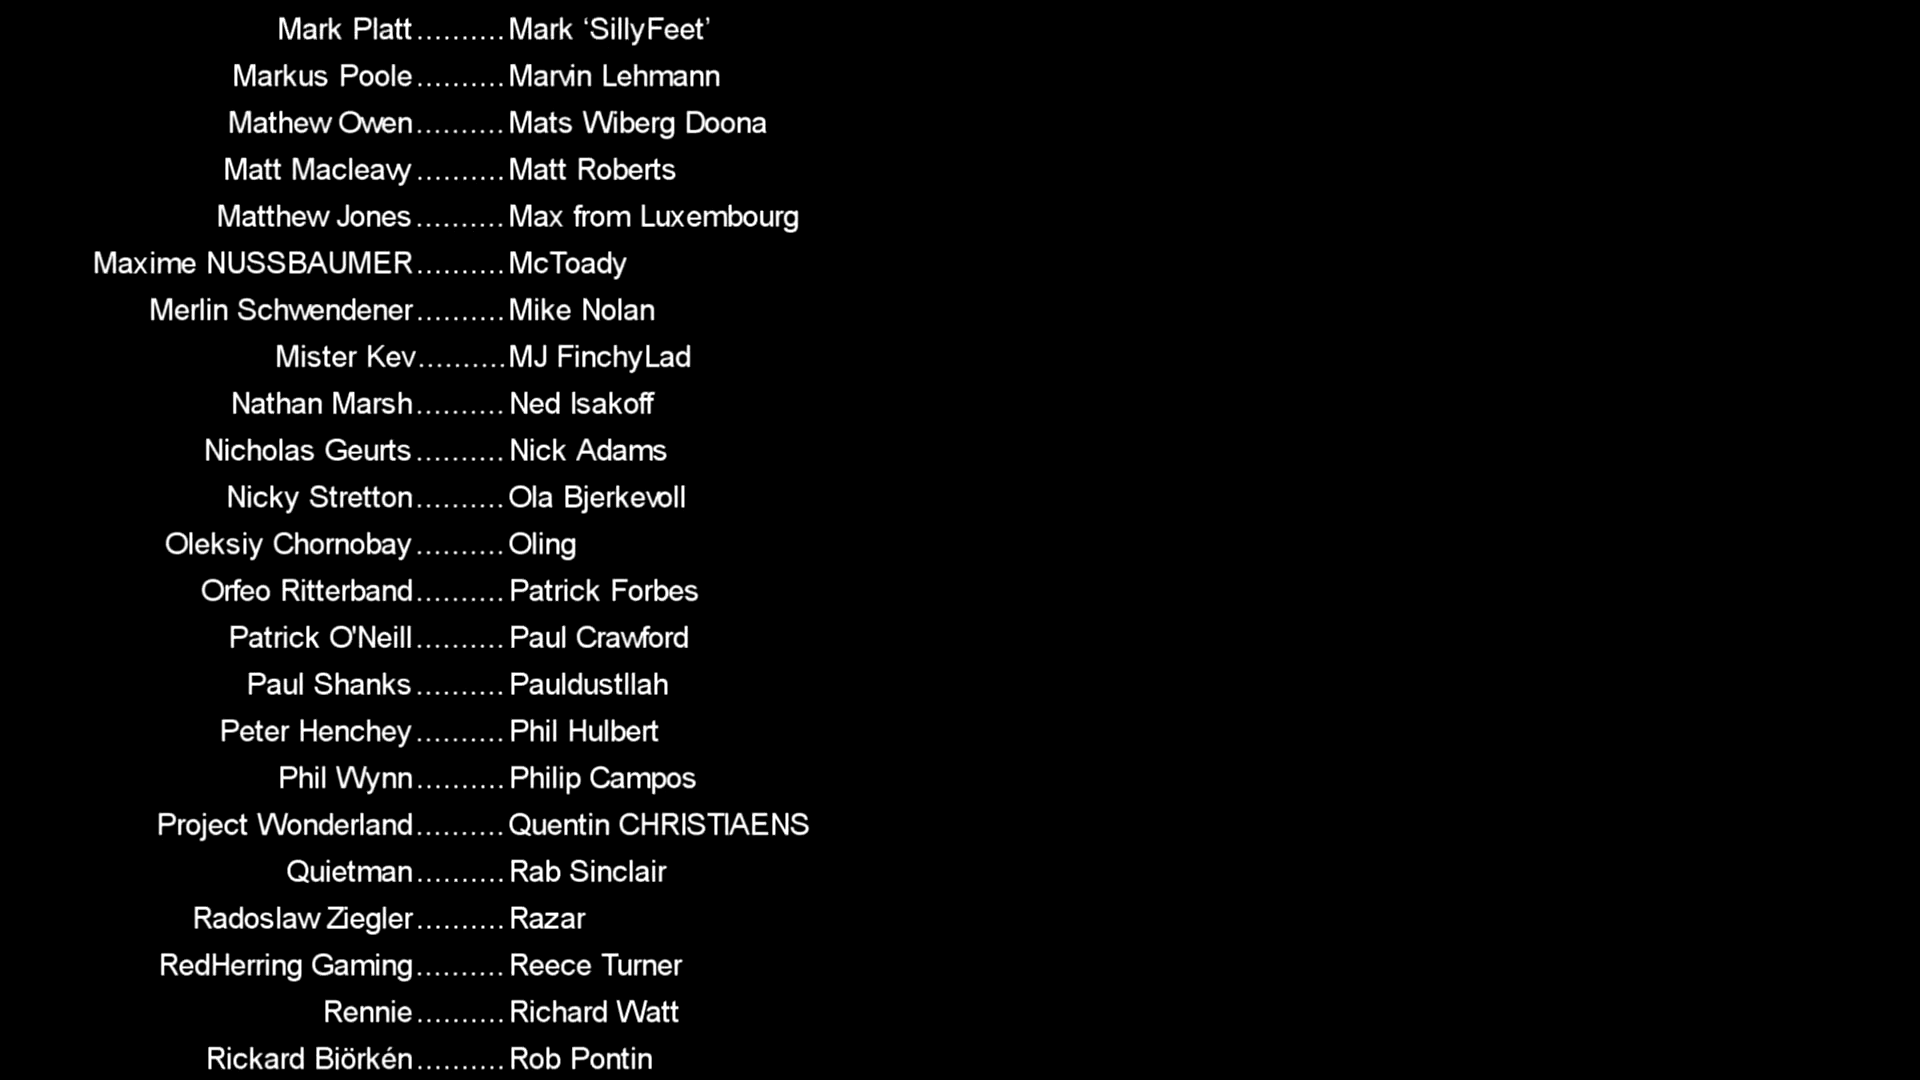 Mark Platt..........Mark ‘SillyFeet’
Markus Poole..........Marvin Lehmann
Mathew Owen..........Mats Wiberg Doona
Matt Macleavy..........Matt Roberts
Matthew Jones..........Max from Luxembourg
Maxime NUSSBAUMER..........McToady
Merlin Schwendener..........Mike Nolan
Mister Kev..........MJ FinchyLad
Nathan Marsh..........Ned Isakoff
Nicholas Geurts..........Nick Adams
Nicky Stretton..........Ola Bjerkevoll
Oleksiy Chornobay..........Oling
Orfeo Ritterband..........Patrick Forbes
Patrick O'Neill..........Paul Crawford
Paul Shanks..........Pauldustllah
Peter Henchey..........Phil Hulbert
Phil Wynn..........Philip Campos
Project Wonderland..........Quentin CHRISTIAENS
Quietman..........Rab Sinclair
Radoslaw Ziegler..........Razar
RedHerring Gaming..........Reece Turner
Rennie..........Richard Watt
Rickard Biörkén..........Rob Pontin